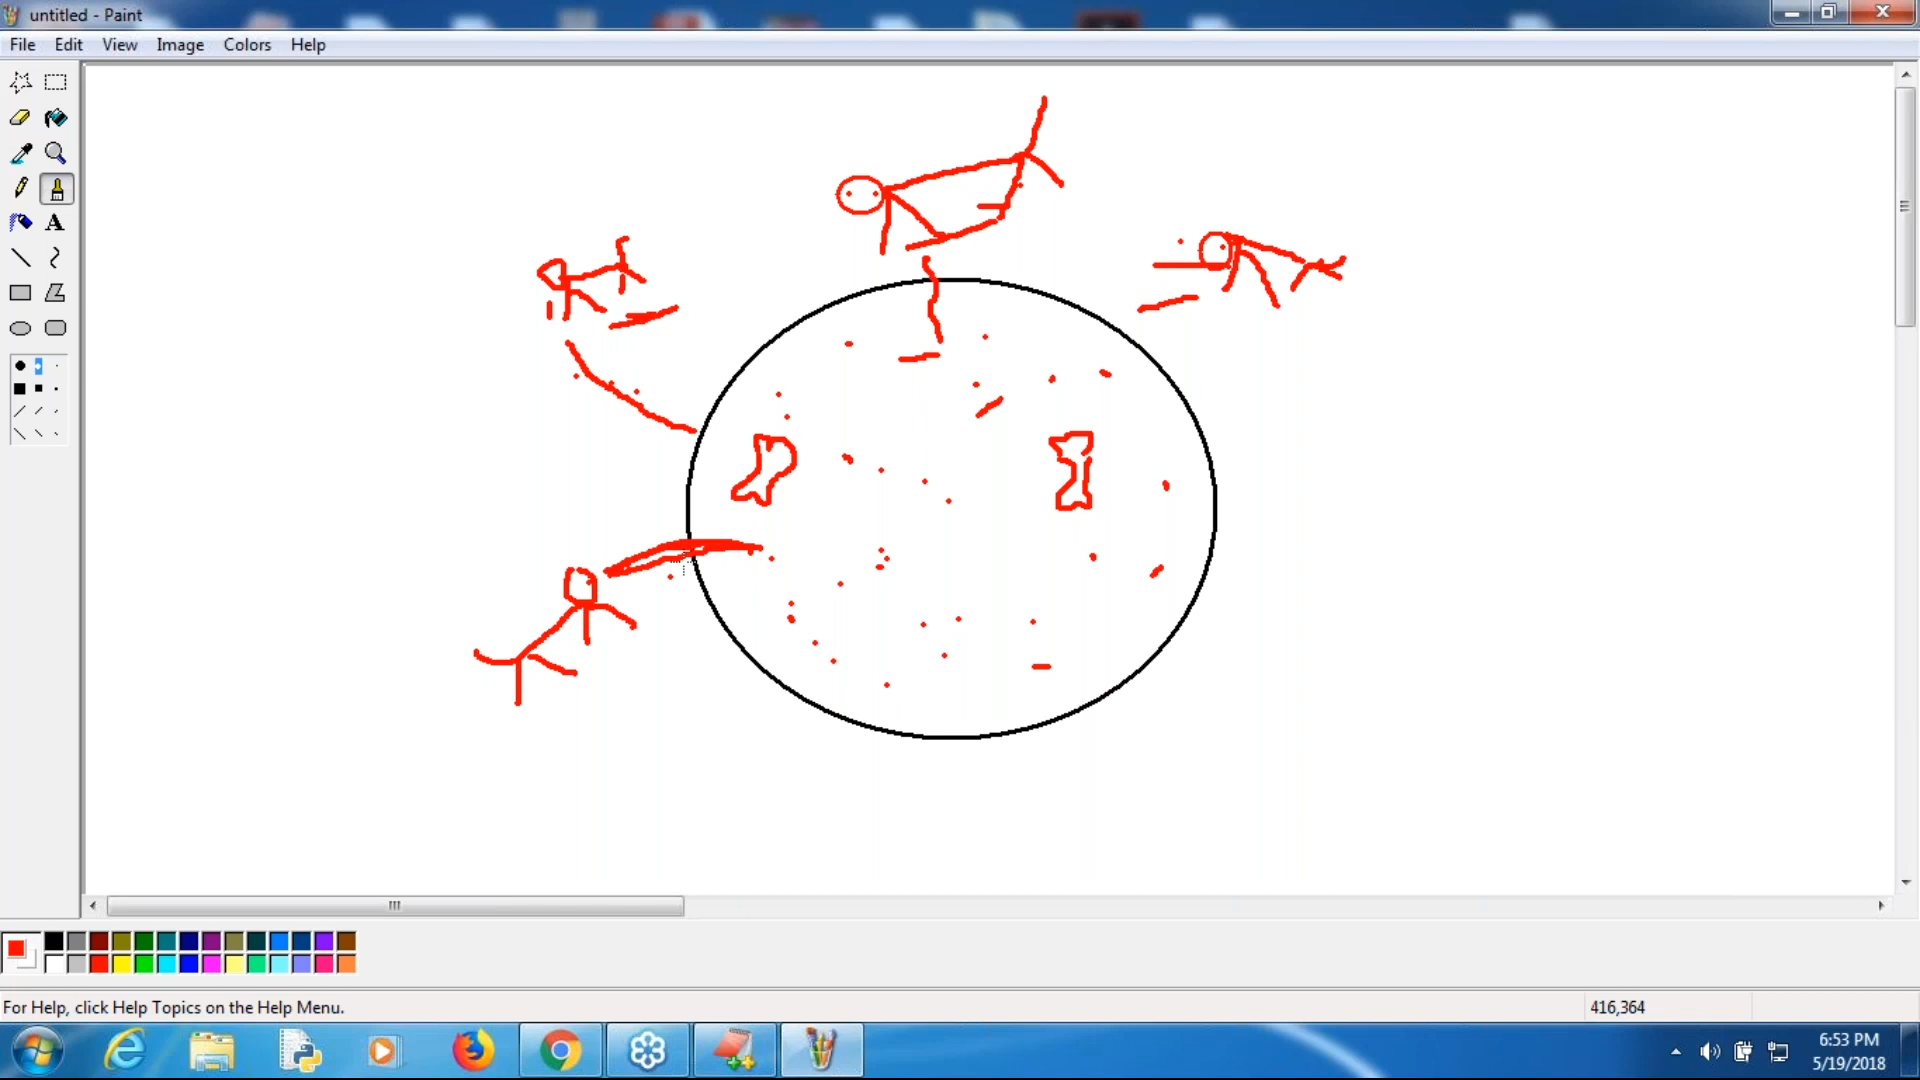 untitled - Paint
File Edit View Image Colors Help
A
For Help, click Help Topics on the Help Menu.
416,364
6:53 PM
5/19/2018